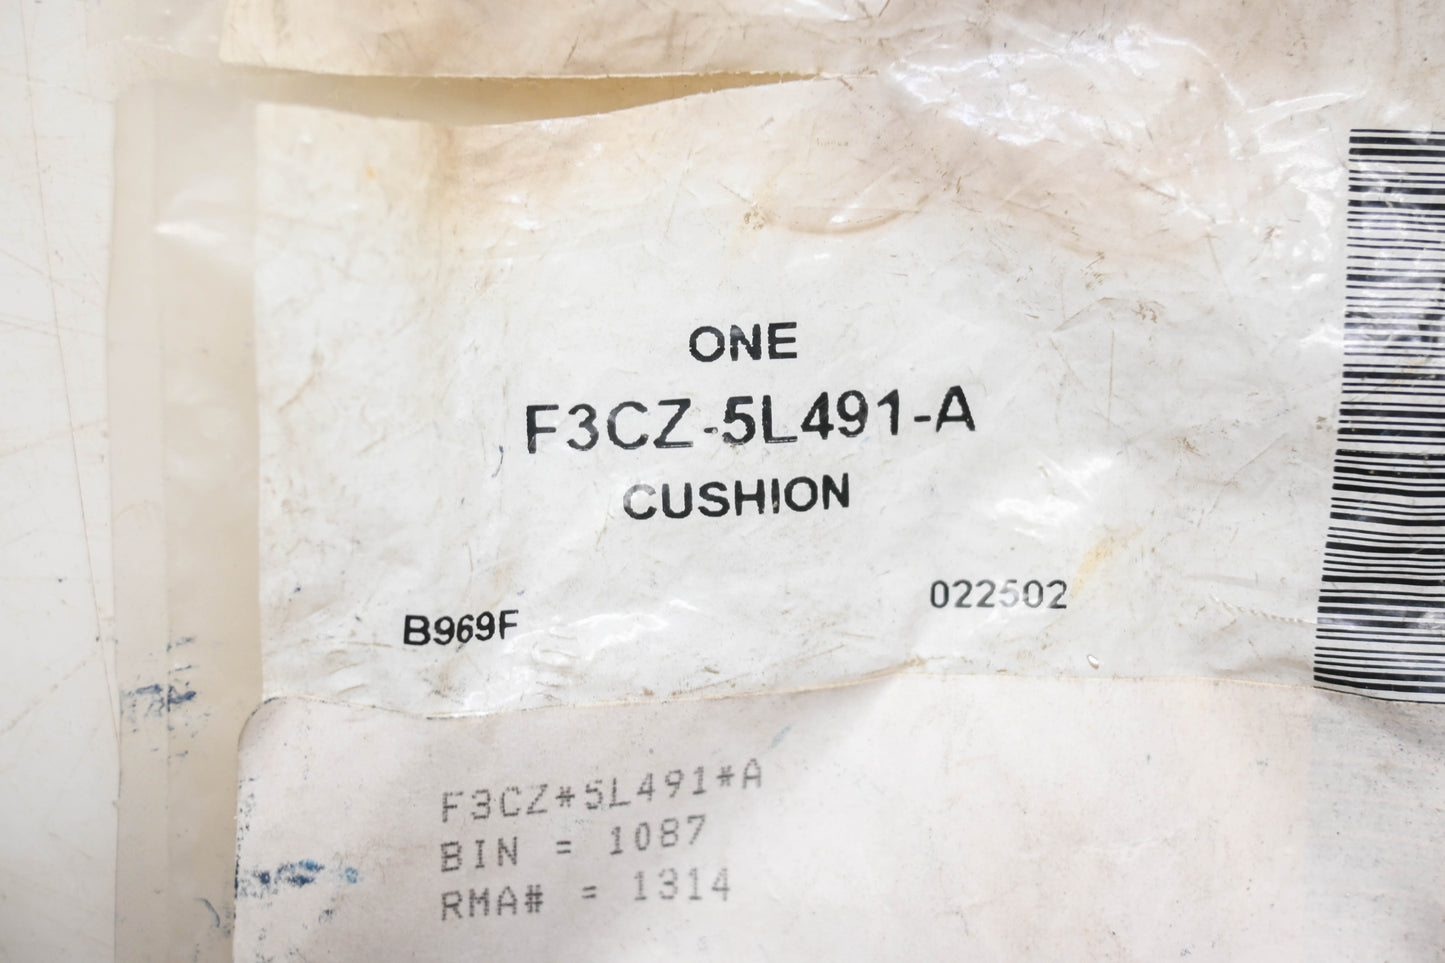 ONE
F3CZ-5L491-A
CUSHION
B969F 022502
F3CZ*5L491*A
BIN = 1087
RMA# = 1314